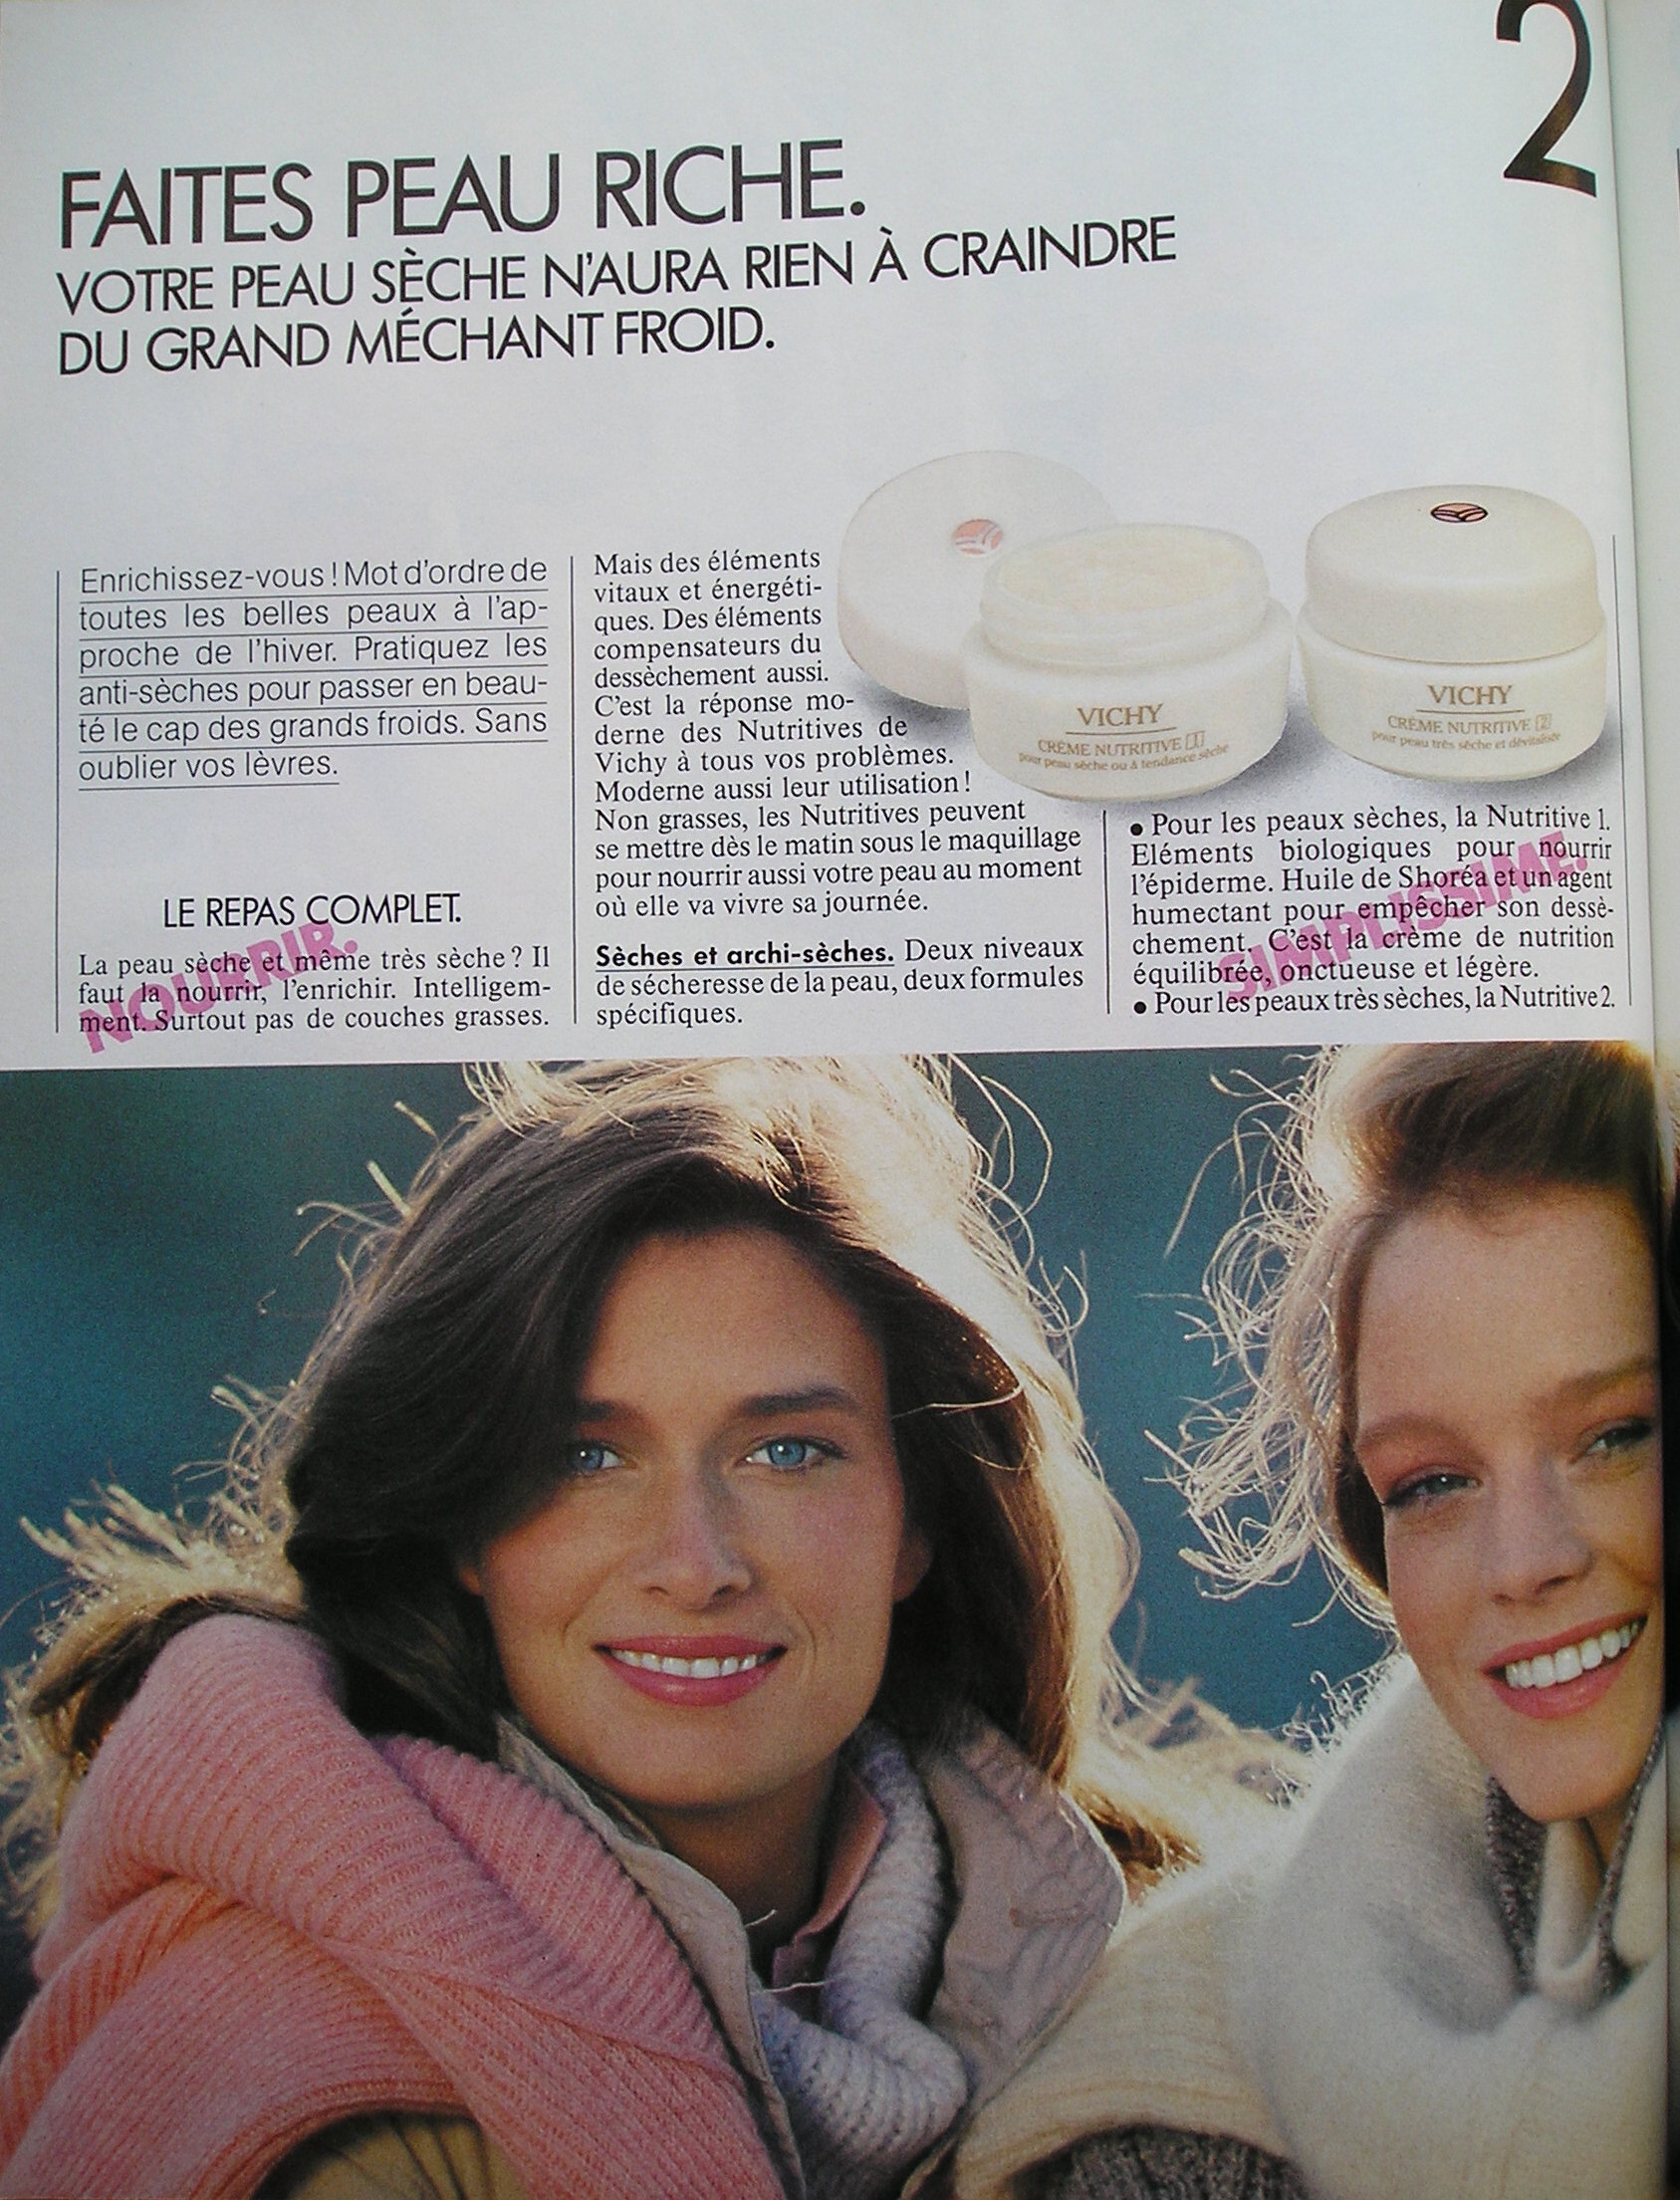 2
FAITES PEAU RICHE.
VOTRE PEAU SÈCHE N'AURA RIEN À CRAINDRE
DU GRAND MÉCHANT FROID.
Enrichissez-vous ! Mot d'ordre de
toutes les belles peaux à l'ap-
proche de l'hiver. Pratiquez les
anti-sèches pour passer en beau-
té le cap des grands froids. Sans
oublier vos lèvres.
LE REPAS COMPLET.
NOURRIR.
La peau sèche et même très sèche ? Il
faut la nourrir, l'enrichir. Intelligem-
ment. Surtout pas de couches grasses.
Mais des éléments
vitaux et énergéti-
ques. Des éléments
compensateurs du
dessèchement aussi.
C'est la réponse mo-
derne des Nutritives de
Vichy à tous vos problèmes.
Moderne aussi leur utilisation !
Non grasses, les Nutritives peuvent
se mettre dès le matin sous le maquillage
pour nourrir aussi votre peau au moment
où elle va vivre sa journée.
Sèches et archi-sèches. Deux niveaux
de sécheresse de la peau, deux formules
spécifiques.
VICHY
CRÈME NUTRITIVE 1
pour peau sèche ou à tendance sèche
VICHY
CRÈME NUTRITIVE 2
pour peau très sèche et dévitalisée
• Pour les peaux sèches, la Nutritive 1.
Eléments biologiques pour nourrir
l'épiderme. Huile de Shoréa et un agent
humectant pour empêcher son dessè-
chement. C'est la crème de nutrition
équilibrée, onctueuse et légère.
• Pour les peaux très sèches, la Nutritive 2.
SIMPLISSIME.